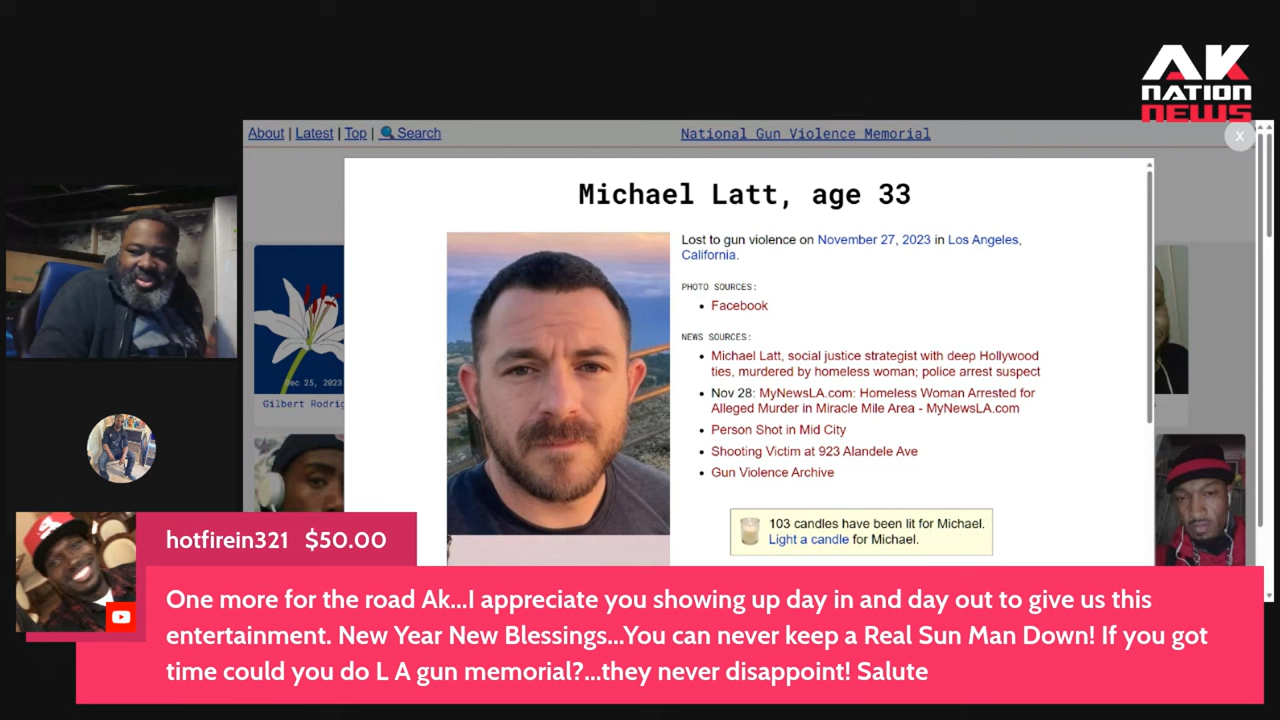 AK
NATION
NEWS
About | Latest | Top | Search
National Gun Violence Memorial
X
Michael Latt, age 33
Lost to gun violence on November 27, 2023 in Los Angeles,
California.
PHOTO SOURCES:
Facebook
NEWS SOURCES:
Michael Latt, social justice strategist with deep Hollywood
ties, murdered by homeless woman; police arrest suspect
Nov 28: MyNewsLA.com: Homeless Woman Arrested for
Alleged Murder in Miracle Mile Area - MyNewsLA.com
Person Shot in Mid City
Shooting Victim at 923 Alandele Ave
Gun Violence Archive
103 candles have been lit for Michael.
Light a candle for Michael.
Dec 25, 2023
Gilbert
hotfirein321 $50.00
One more for the road Ak...I appreciate you showing up day in and day out to give us this
entertainment. New Year New Blessings...You can never keep a Real Sun Man Down! If you got
time could you do L A gun memorial?...they never disappoint! Salute